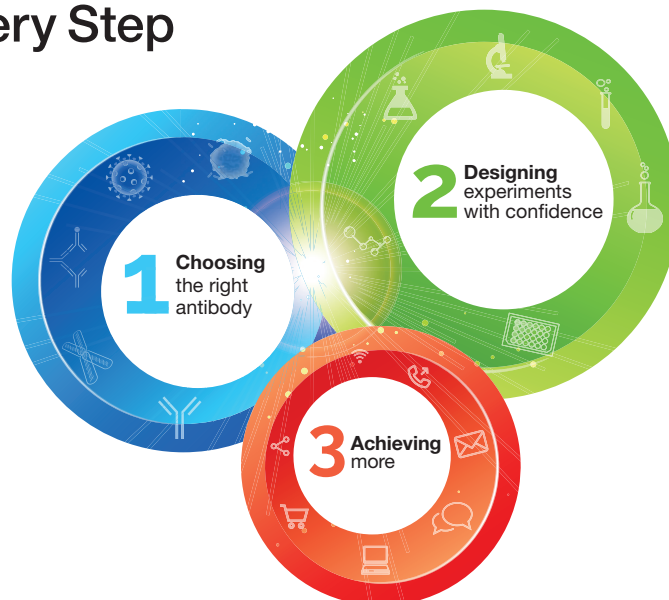 ery Step
1 Choosing
the right
antibody
2 Designing
experiments
with confidence
3 Achieving
more